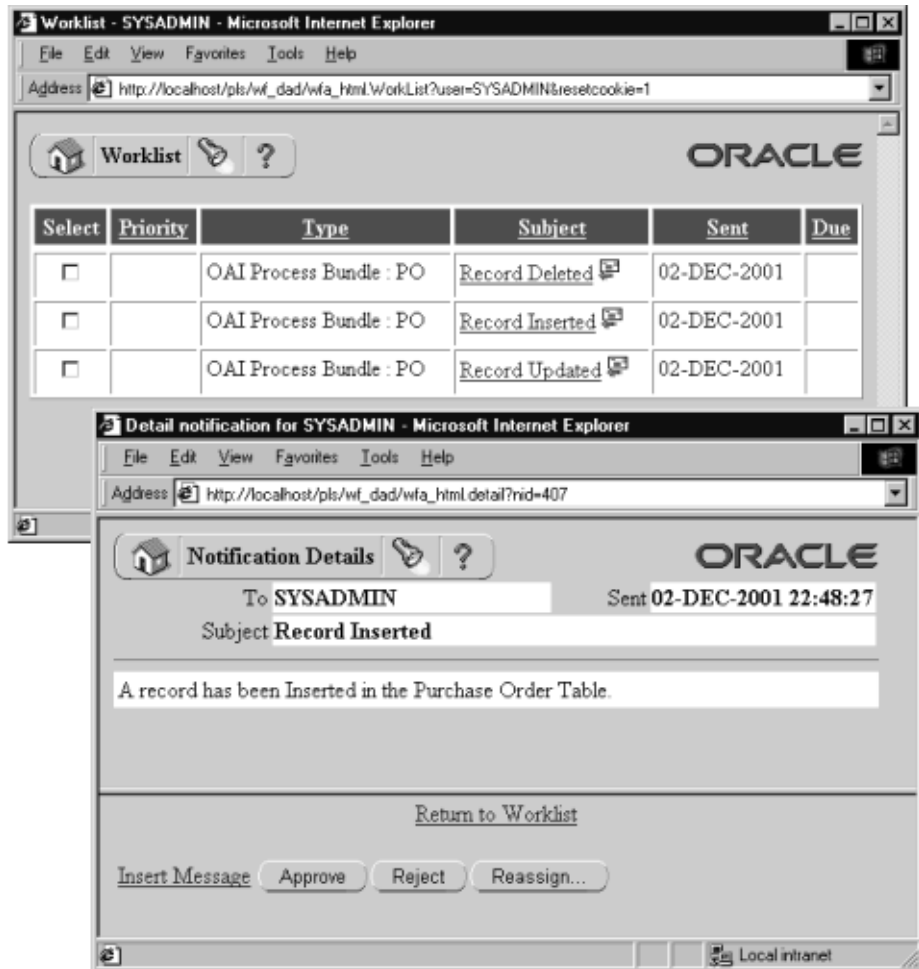 Worklist - SYSADMIN - Microsoft Internet Explorer
File Edit View Favorites Tools Help
Address http://localhost/pls/wf_dad/wfa_html.WorkList?user=SYSADMIN&resetcookie=1
Worklist ? ORACLE
Select Priority Type Subject Sent Due
OAI Process Bundle : PO Record Deleted 02-DEC-2001
OAI Process Bundle : PO Record Inserted 02-DEC-2001
OAI Process Bundle : PO Record Updated 02-DEC-2001
Detail notification for SYSADMIN - Microsoft Internet Explorer
File Edit View Favorites Tools Help
Address http://localhost/pls/wf_dad/wfa_html.detail?nid=407
Notification Details ? ORACLE
To SYSADMIN Sent 02-DEC-2001 22:48:27
Subject Record Inserted
A record has been Inserted in the Purchase Order Table.
Return to Worklist
Insert Message Approve Reject Reassign...
Local intranet